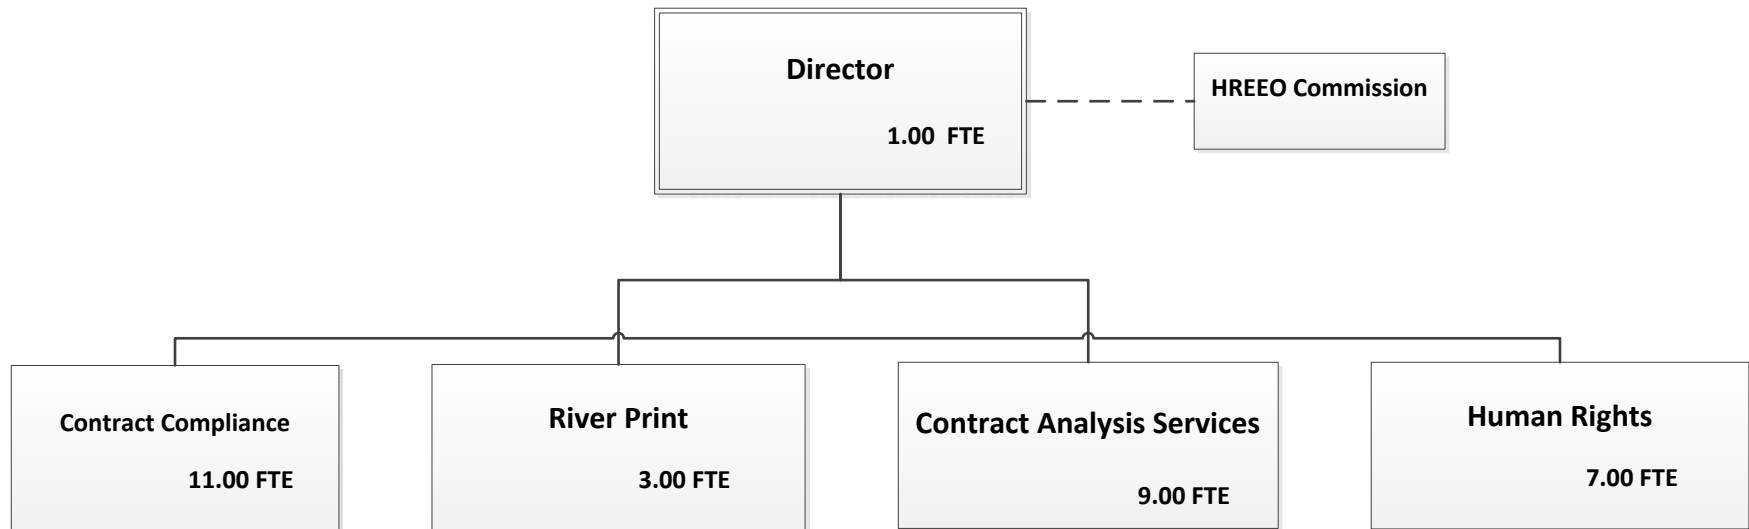 Director
1.00 FTE
HREEO Commission
Contract Compliance
11.00 FTE
River Print
3.00 FTE
Contract Analysis Services
9.00 FTE
Human Rights
7.00 FTE